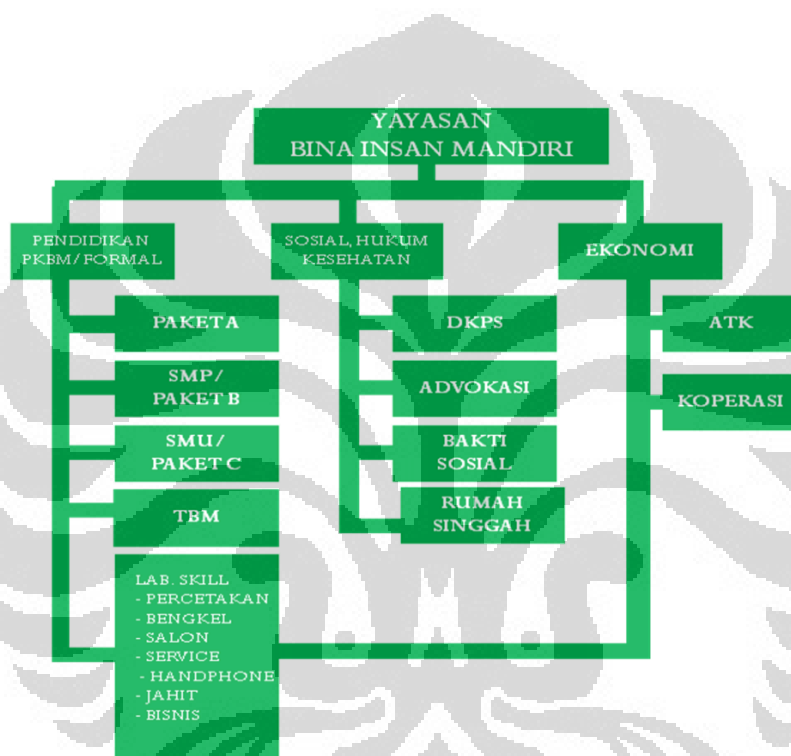 YAYASAN
BINA INSAN MANDIRI
PENDIDIKAN
PKBM/FORMAL
SOSIAL, HUKUM
KESEHATAN
EKONOMI
PAKET A
SMP/
PAKET B
SMU/
PAKET C
TBM
LAB. SKILL
- PERCETAKAN
- BENGKEL
- SALON
- SERVICE
- HANDPHONE
- JAHIT
- BISNIS
DKPS
ADVOKASI
BAKTI
SOSIAL
RUMAH
SINGGAH
ATK
KOPERASI